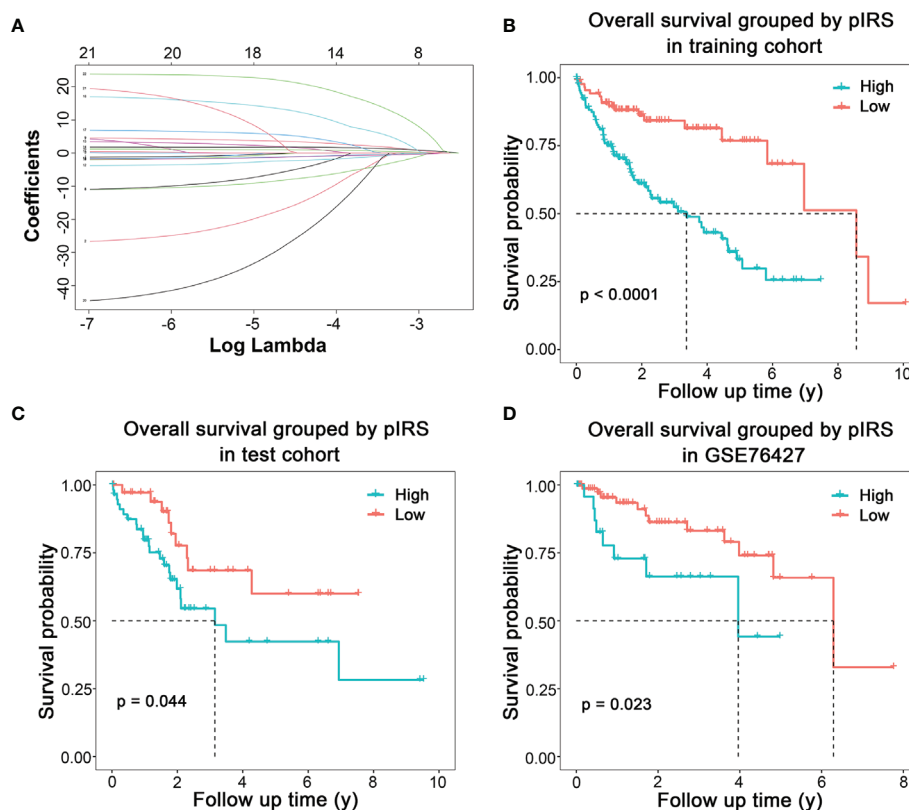 A
21 20 18 14 8
20
10
0
-10
-20
-30
-40
Coefficients
-7 -6 -5 -4 -3
Log Lambda
B
Overall survival grouped by pIRS
in training cohort
1.00
0.75
0.50
0.25
0.00
Survival probability
High
Low
p < 0.0001
0 2 4 6 8 10
Follow up time (y)
C
Overall survival grouped by pIRS
in test cohort
1.00
0.75
0.50
0.25
0.00
Survival probability
High
Low
p = 0.044
0 2 4 6 8 10
Follow up time (y)
D
Overall survival grouped by pIRS
in GSE76427
1.00
0.75
0.50
0.25
0.00
Survival probability
High
Low
p = 0.023
0 2 4 6 8
Follow up time (y)